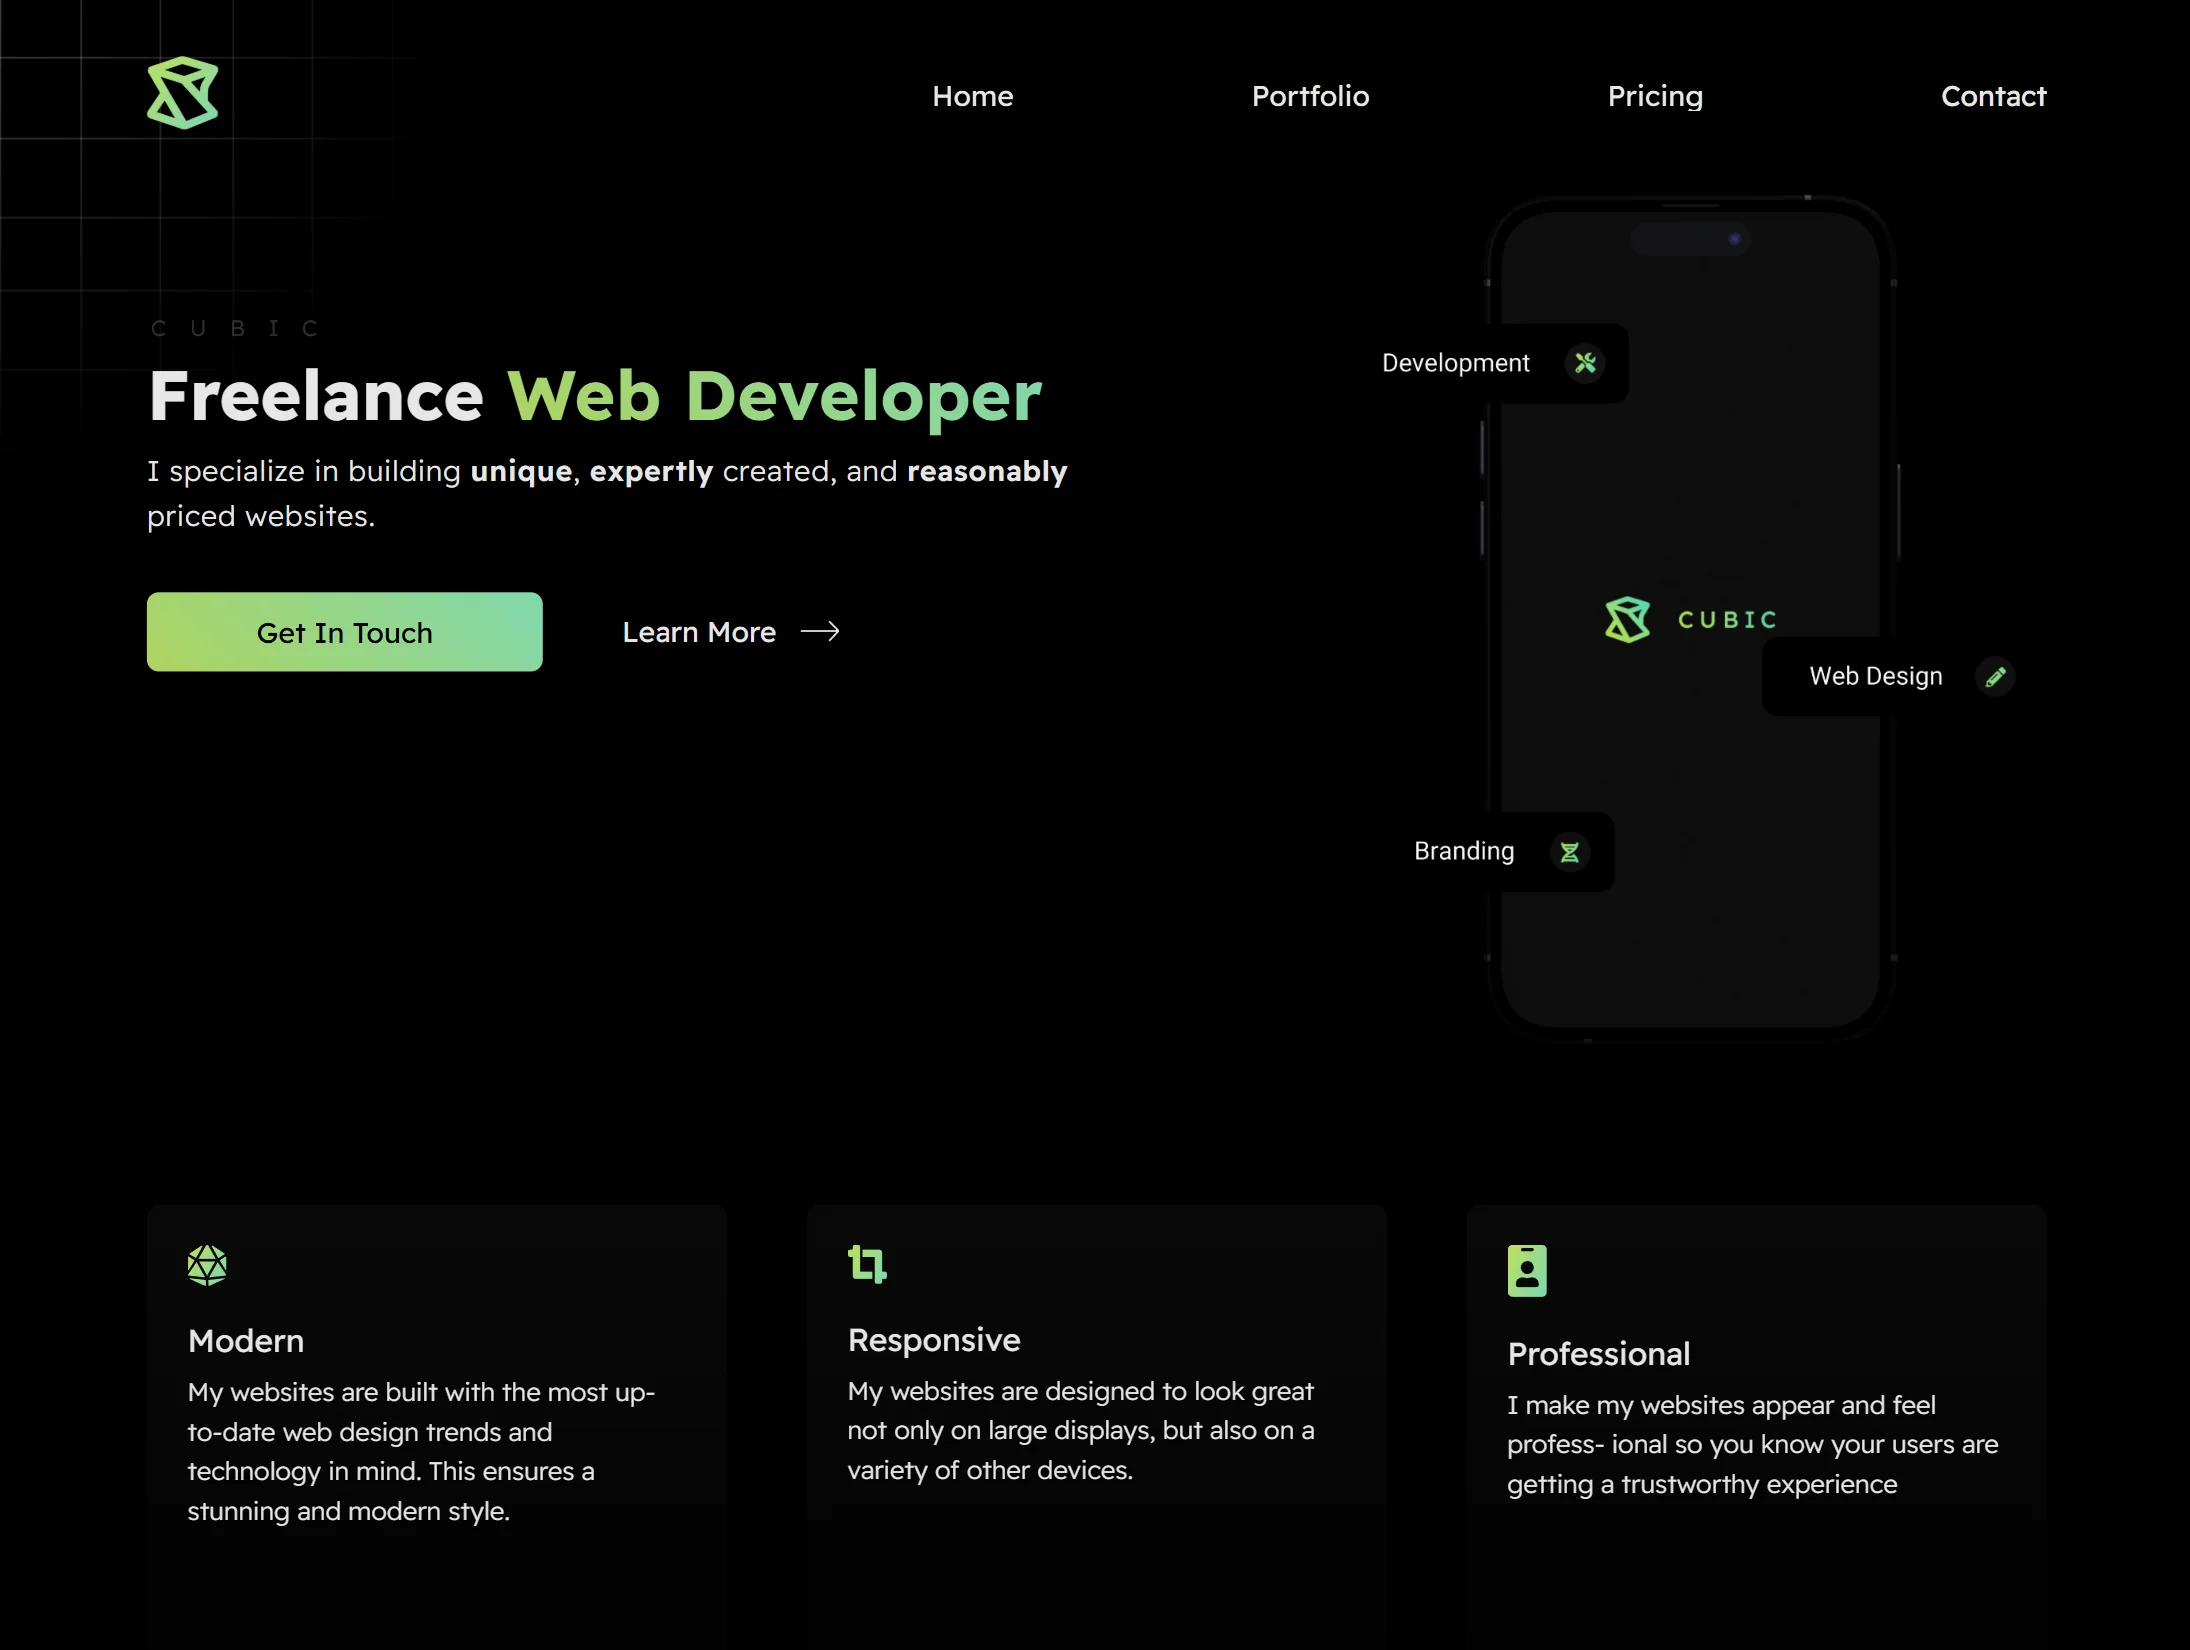 Home Portfolio Pricing Contact
CUBIC
Freelance Web Developer
I specialize in building unique, expertly created, and reasonably
priced websites.
Get In Touch
Learn More
Development
CUBIC
Web Design
Branding
Modern
My websites are built with the most up-
to-date web design trends and
technology in mind. This ensures a
stunning and modern style.
Responsive
My websites are designed to look great
not only on large displays, but also on a
variety of other devices.
Professional
I make my websites appear and feel
profess- ional so you know your users are
getting a trustworthy experience